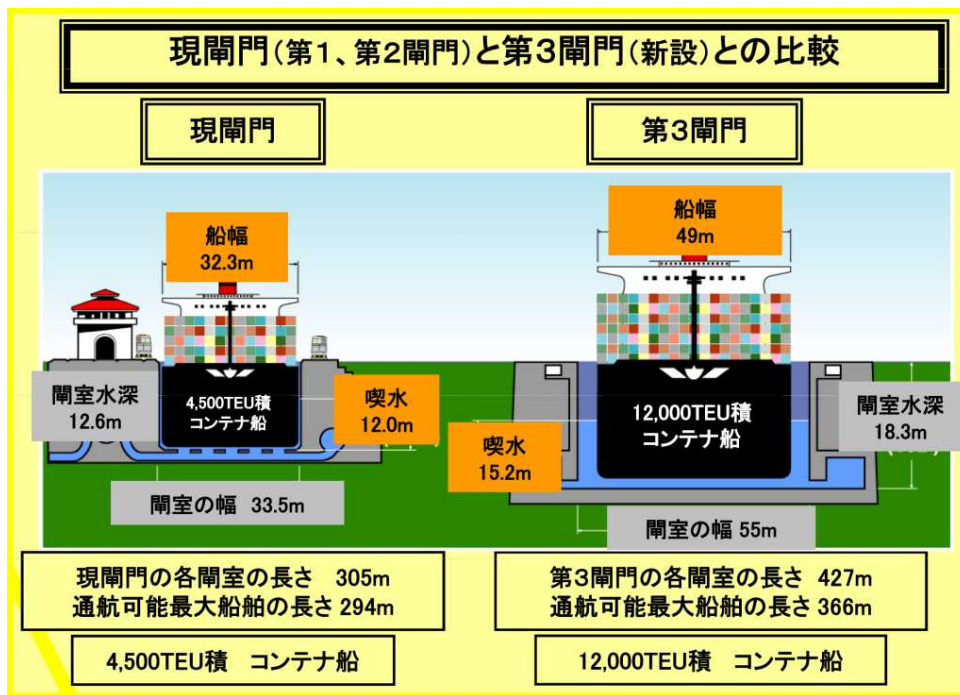 現閘門(第1、第2閘門)と第3閘門(新設)との比較
現閘門
第3閘門
船幅
32.3m
船幅
49m
閘室水深
12.6m
4,500TEU積
コンテナ船
喫水
12.0m
12,000TEU積
コンテナ船
閘室水深
18.3m
喫水
15.2m
閘室の幅 33.5m
閘室の幅 55m
現閘門の各閘室の長さ 305m
通航可能最大船舶の長さ 294m
第3閘門の各閘室の長さ 427m
通航可能最大船舶の長さ 366m
4,500TEU積 コンテナ船
12,000TEU積 コンテナ船